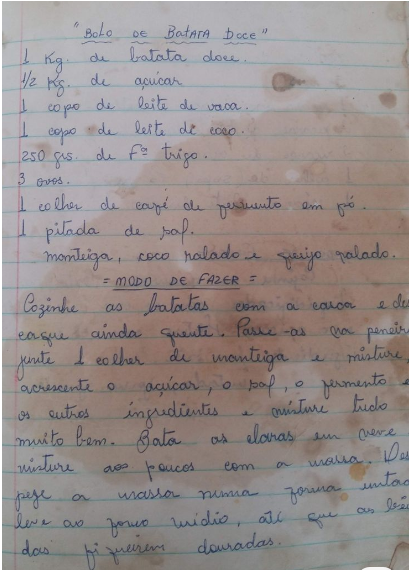 "BOLO DE BATATA DOCE"
1 Kg. de batata doce.
1/2 Kg. de açúcar
1 copo de leite de vaca.
1 copo de leite de coco.
250 grs. de Fª trigo.
3 ovos.
1 colher de café de fermento em pó.
1 pitada de sal.
manteiga, coco ralado e queijo ralado.
= MODO DE FAZER =
Cozinhe as batatas com a casca e des
casque ainda quente. Passe-as na peneira
junte 1 colher de manteiga e misture,
acrescente o açúcar, o sal, o fermento e
os outros ingredientes e misture tudo
muito bem. Bata as claras em neve e
misture aos poucos com a massa. Des
peje a massa numa forma untada
leve ao forno médio, até que as
das fiquem douradas.